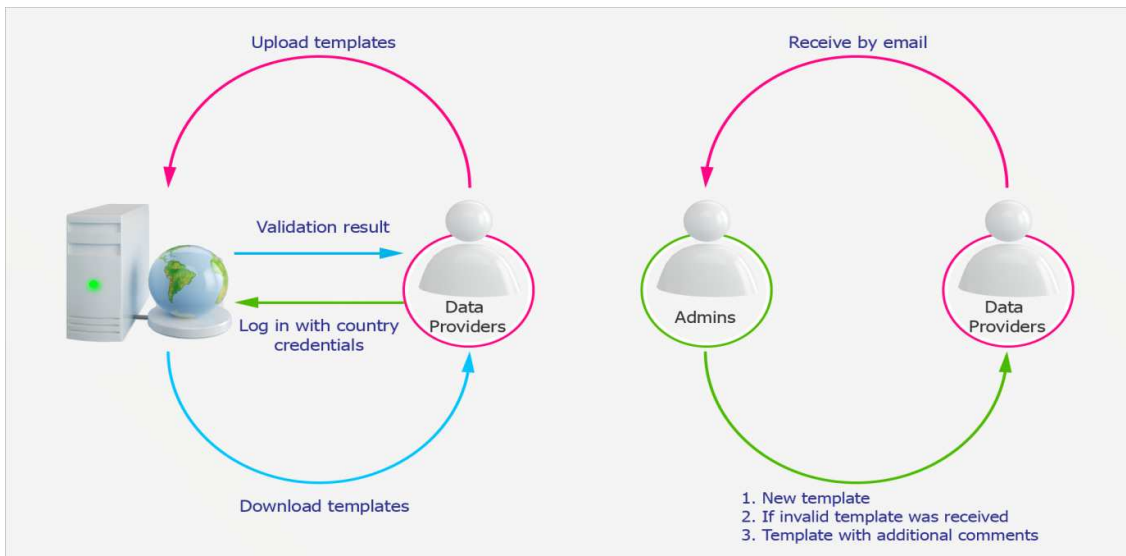 Upload templates
Receive by email
Validation result
Log in with country
credentials
Data
Providers
Admins
Data
Providers
Download templates
1. New template
2. If invalid template was received
3. Template with additional comments